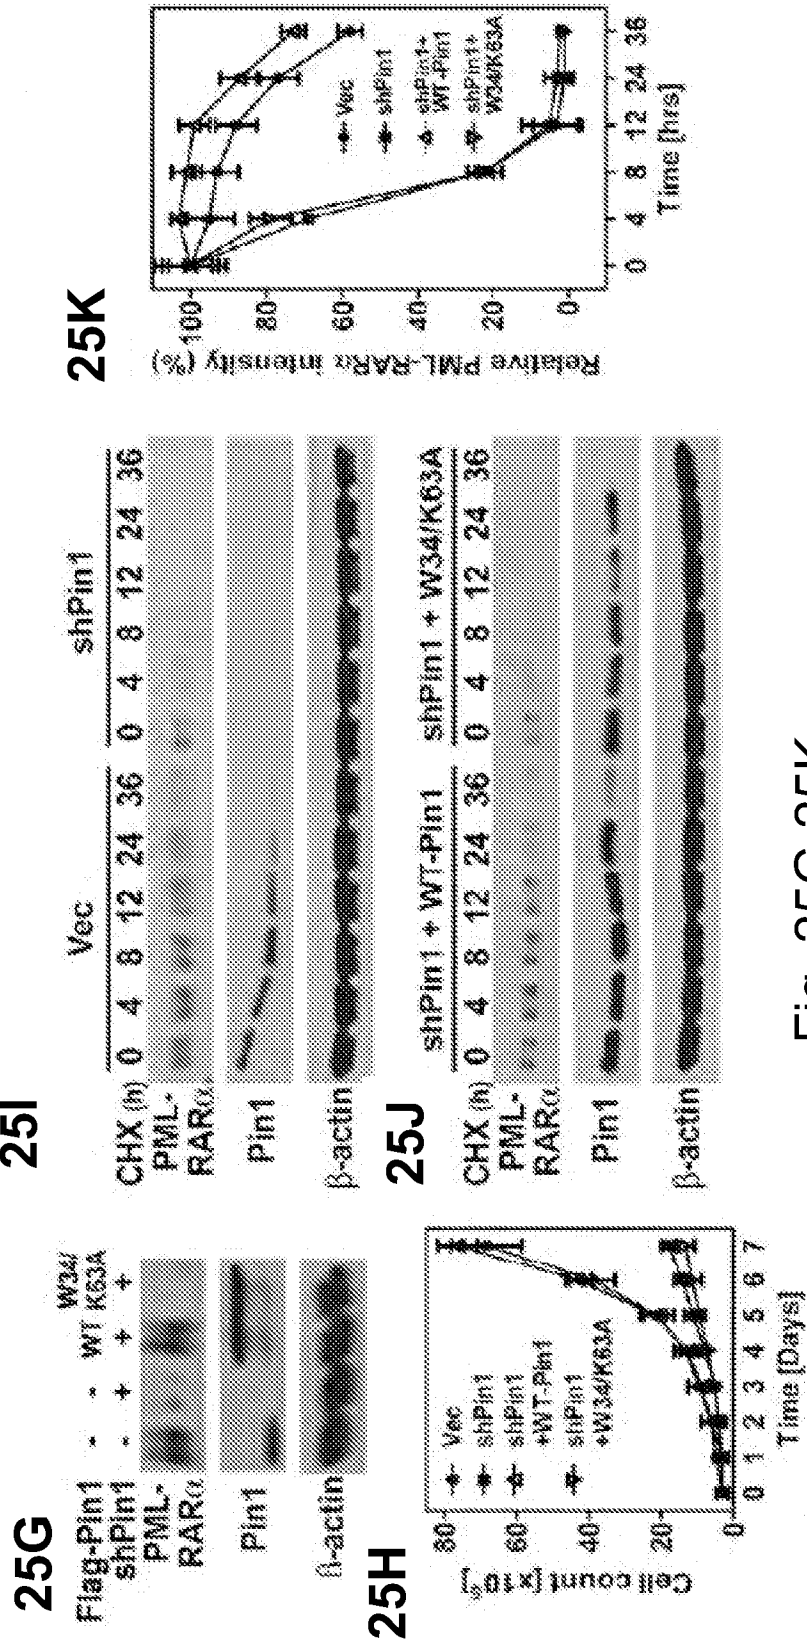 25G
Flag-Pin1 - - WT W34/K63A
shPin1 - + + +
PML-
RARα
Pin1
β-actin
25H
Cell count [x10⁶]
80
60
40
20
0
Vec
shPin1
shPin1
+WT-Pin1
shPin1
+W34/K63A
0 1 2 3 4 5 6 7
Time [Days]
25I
Vec shPin1
CHX (h) 0 4 8 12 24 36 0 4 8 12 24 36
PML-
RARα
Pin1
β-actin
25J
shPin1 + WT-Pin1 shPin1 + W34/K63A
CHX (h) 0 4 8 12 24 36 0 4 8 12 24 36
PML-
RARα
Pin1
β-actin
25K
Relative PML-RARα intensity (%)
100
80
60
40
20
0
Vec
shPin1
shPin1+
WT-Pin1
shPin1+
W34/K63A
0 4 8 12 24 36
Time [hrs]